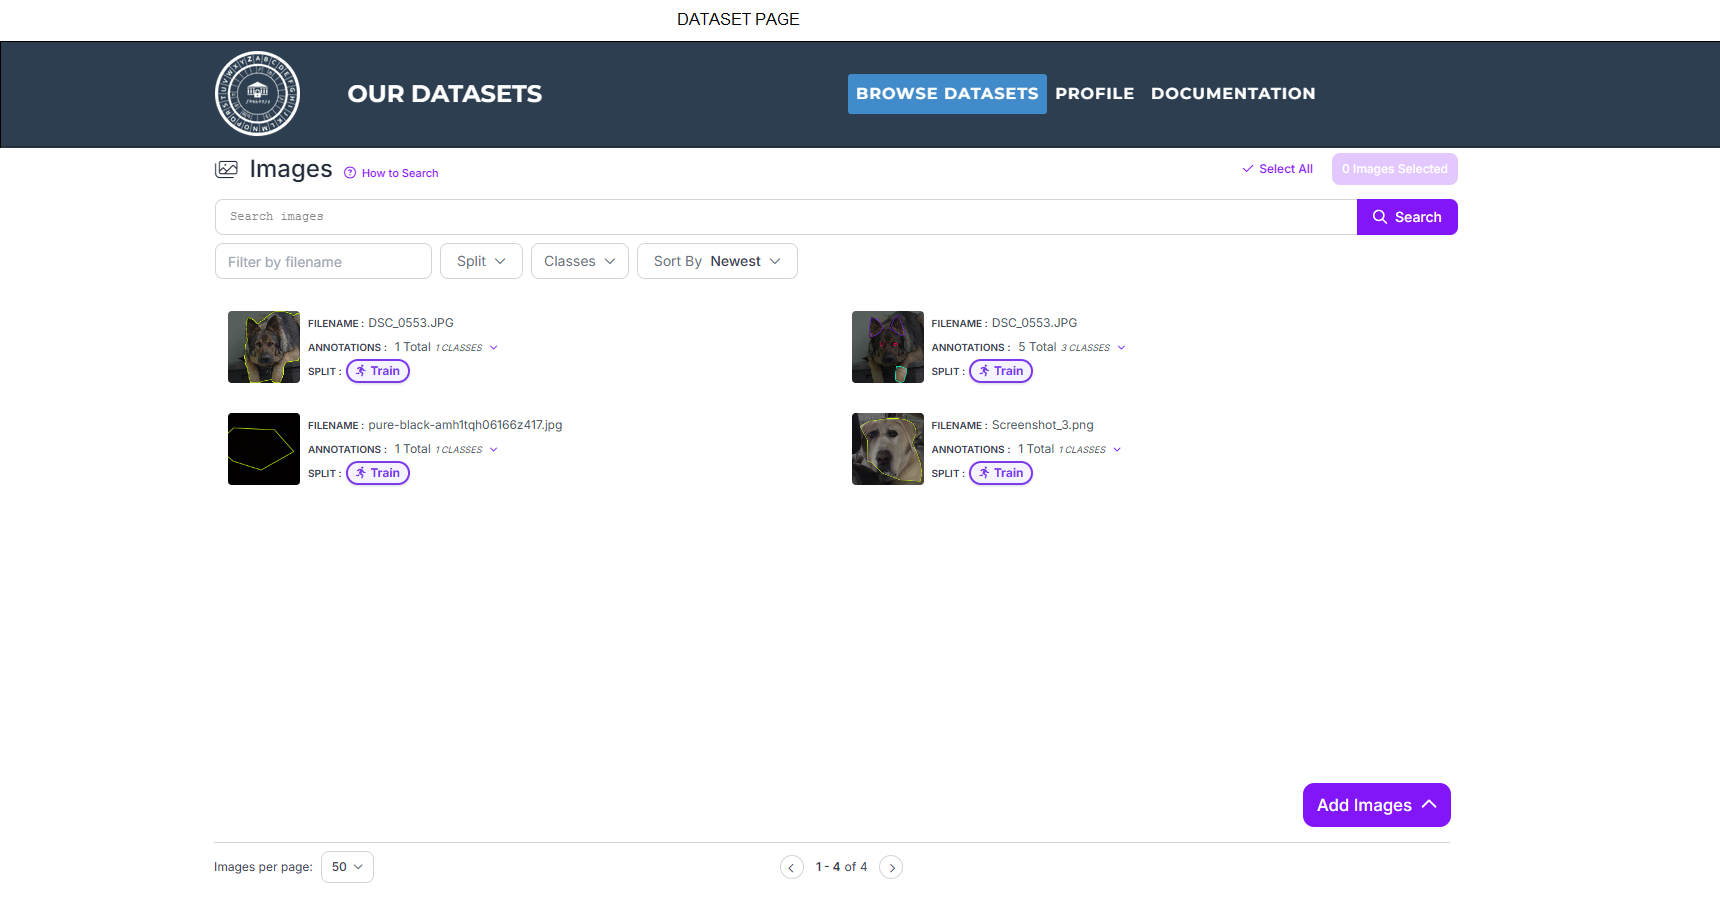 DATASET PAGE
OUR DATASETS
BROWSE DATASETS PROFILE DOCUMENTATION
Images How to Search
Select All 0 Images Selected
Search images Search
Filter by filename Split Classes Sort By Newest
FILENAME : DSC_0553.JPG
ANNOTATIONS : 1 Total 1 CLASSES
SPLIT : Train
FILENAME : DSC_0553.JPG
ANNOTATIONS : 5 Total 3 CLASSES
SPLIT : Train
FILENAME : pure-black-amh1tqh06166z417.jpg
ANNOTATIONS : 1 Total 1 CLASSES
SPLIT : Train
FILENAME : Screenshot_3.png
ANNOTATIONS : 1 Total 1 CLASSES
SPLIT : Train
Add Images
Images per page: 50
1 - 4 of 4